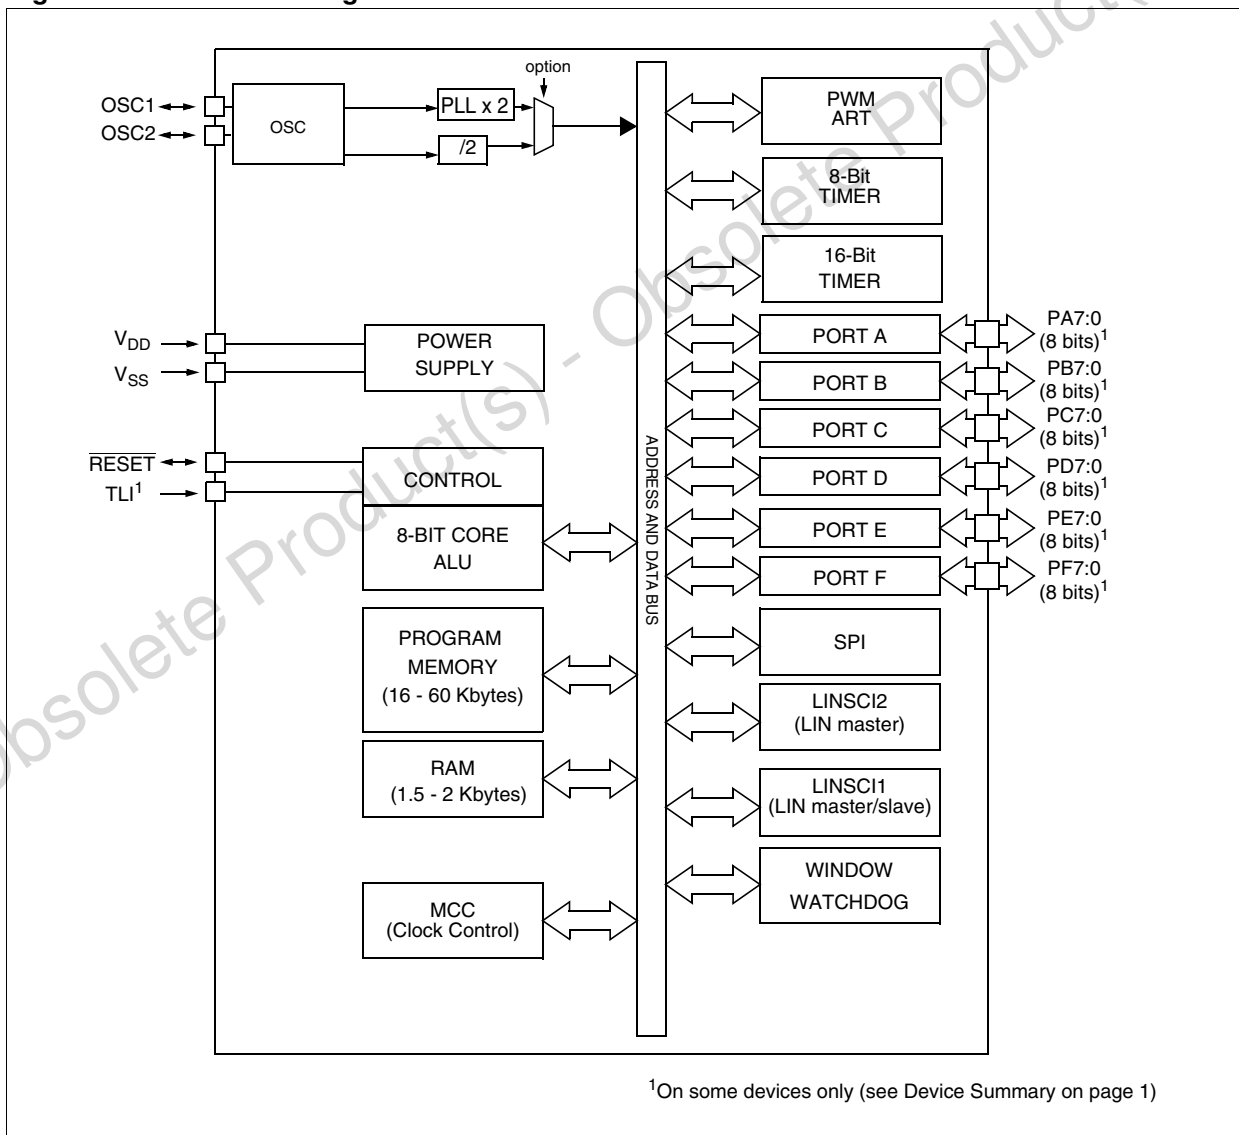 OSC1
OSC2
OSC
PLL x 2
/2
option
V_DD
V_SS
POWER
SUPPLY
RESET
TLI¹
CONTROL
8-BIT CORE
ALU
PROGRAM
MEMORY
(16 - 60 Kbytes)
RAM
(1.5 - 2 Kbytes)
MCC
(Clock Control)
ADDRESS AND DATA BUS
PWM
ART
8-Bit
TIMER
16-Bit
TIMER
PORT A
PA7:0
(8 bits)¹
PORT B
PB7:0
(8 bits)¹
PORT C
PC7:0
(8 bits)¹
PORT D
PD7:0
(8 bits)¹
PORT E
PE7:0
(8 bits)¹
PORT F
PF7:0
(8 bits)¹
SPI
LINSCI2
(LIN master)
LINSCI1
(LIN master/slave)
WINDOW
WATCHDOG
¹On some devices only (see Device Summary on page 1)
Obsolete Product(s) - Obsolete Product(